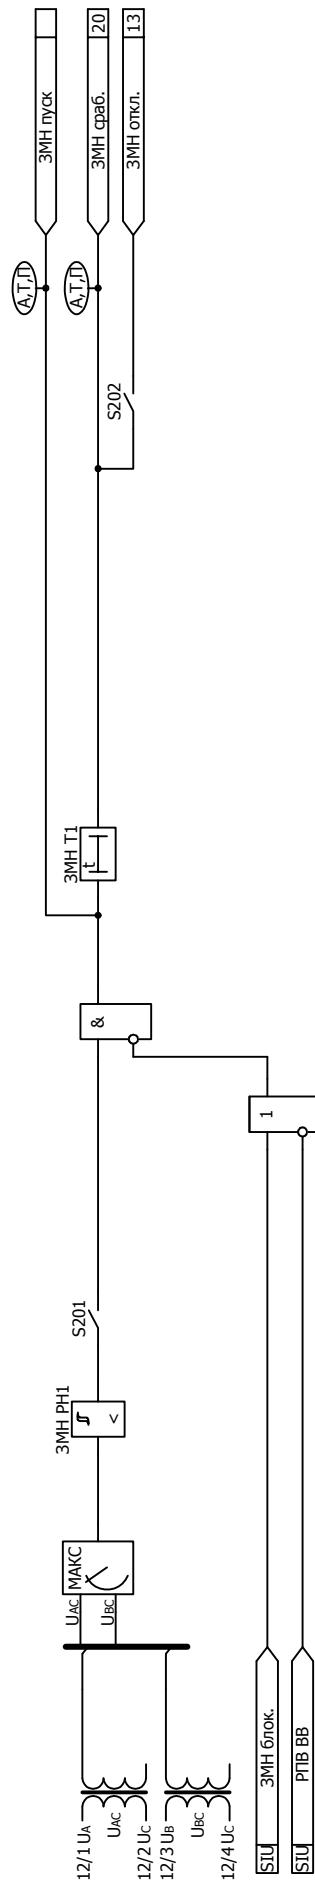 12/1 UA
UAC
12/2 UC
12/3 UB
UBC
12/4 UC
UAC
UBC
МАКС
ЗМН РН1
<
S201
SIU
ЗМН блок.
SIU
РПВ ВВ
1
&
ЗМН Т1
t
S202
А,Т,П
А,Т,П
ЗМН пуск
ЗМН сраб.
20
ЗМН откл.
13